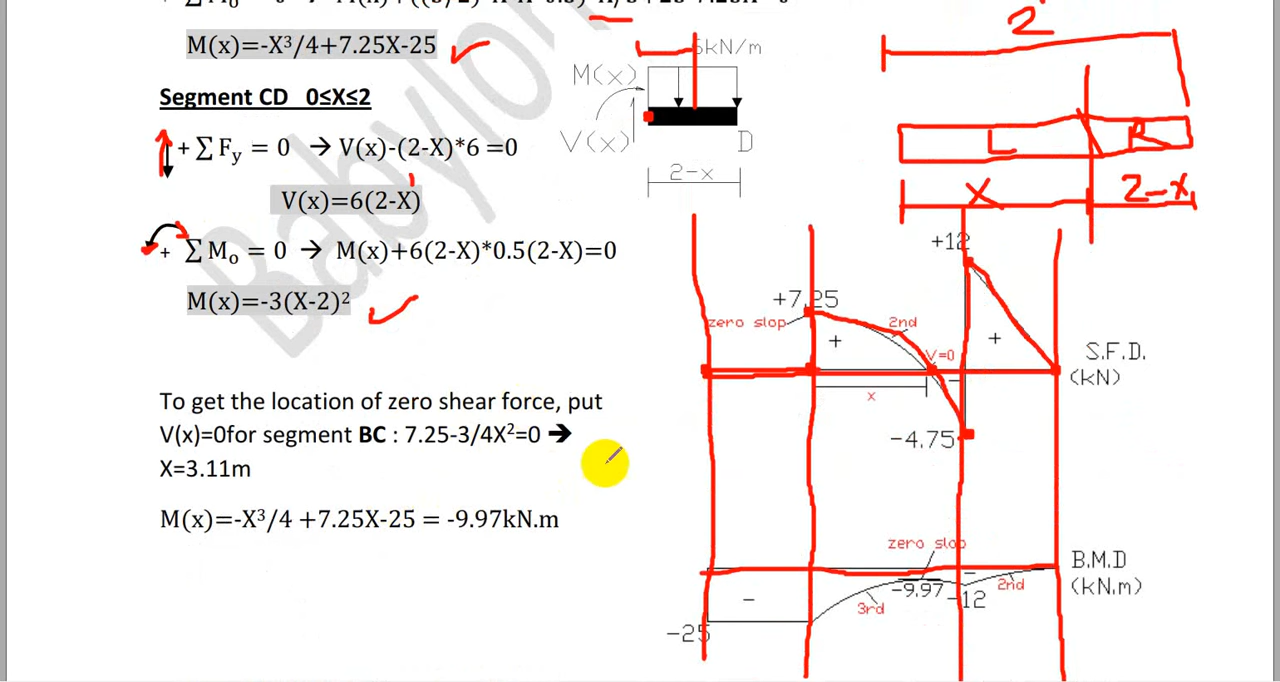 M(x)=-X³/4+7.25X-25
Segment CD 0≤X≤2
+ ∑ Fy = 0 → V(x)-(2-X)*6 =0
V(x)=6(2-X)
+ ∑ Mo = 0 → M(x)+6(2-X)*0.5(2-X)=0
M(x)=-3(X-2)²
To get the location of zero shear force, put
V(x)=0for segment BC : 7.25-3/4X²=0 →
X=3.11m
M(x)=-X³/4 +7.25X-25 = -9.97kN.m
kN/m
M(x)
V(x)
D
2-x
2
L
R
X
2-x
+12
+7.25
zero slop
2nd
+
V=0
+
-
x
-4.75
S.F.D.
(kN)
zero slop
B.M.D
(kN.m)
-
-
-9.97
-12
2nd
3rd
-25
Babylon